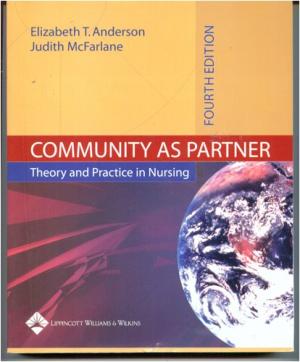 Elizabeth T. Anderson
Judith McFarlane
FOURTH EDITION
COMMUNITY AS PARTNER
Theory and Practice in Nursing
LIPPINCOTT WILLIAMS & WILKINS